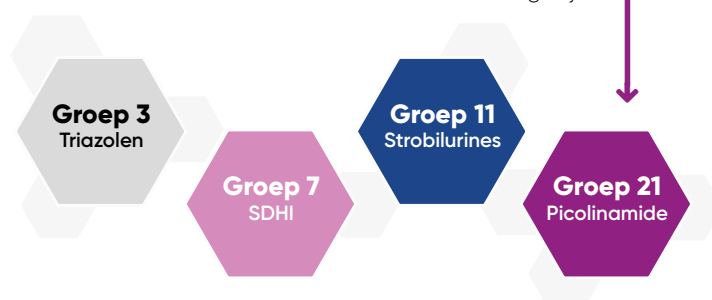 Groep 3
Triazolen
Groep 7
SDHI
Groep 11
Strobilurines
Groep 21
Picolinamide